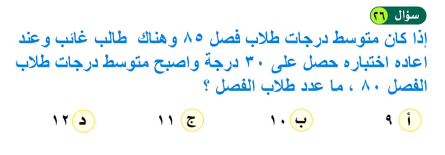 سؤال (٢٦)
إذا كان متوسط درجات طلاب فصل ٨٥ وهناك طالب غائب وعند
اعاده اختباره حصل على ٣٠ درجة واصبح متوسط درجات طلاب
الفصل ٨٠ ، ما عدد طلاب الفصل ؟
أ ٩ ب ١٠ ج ١١ د ١٢